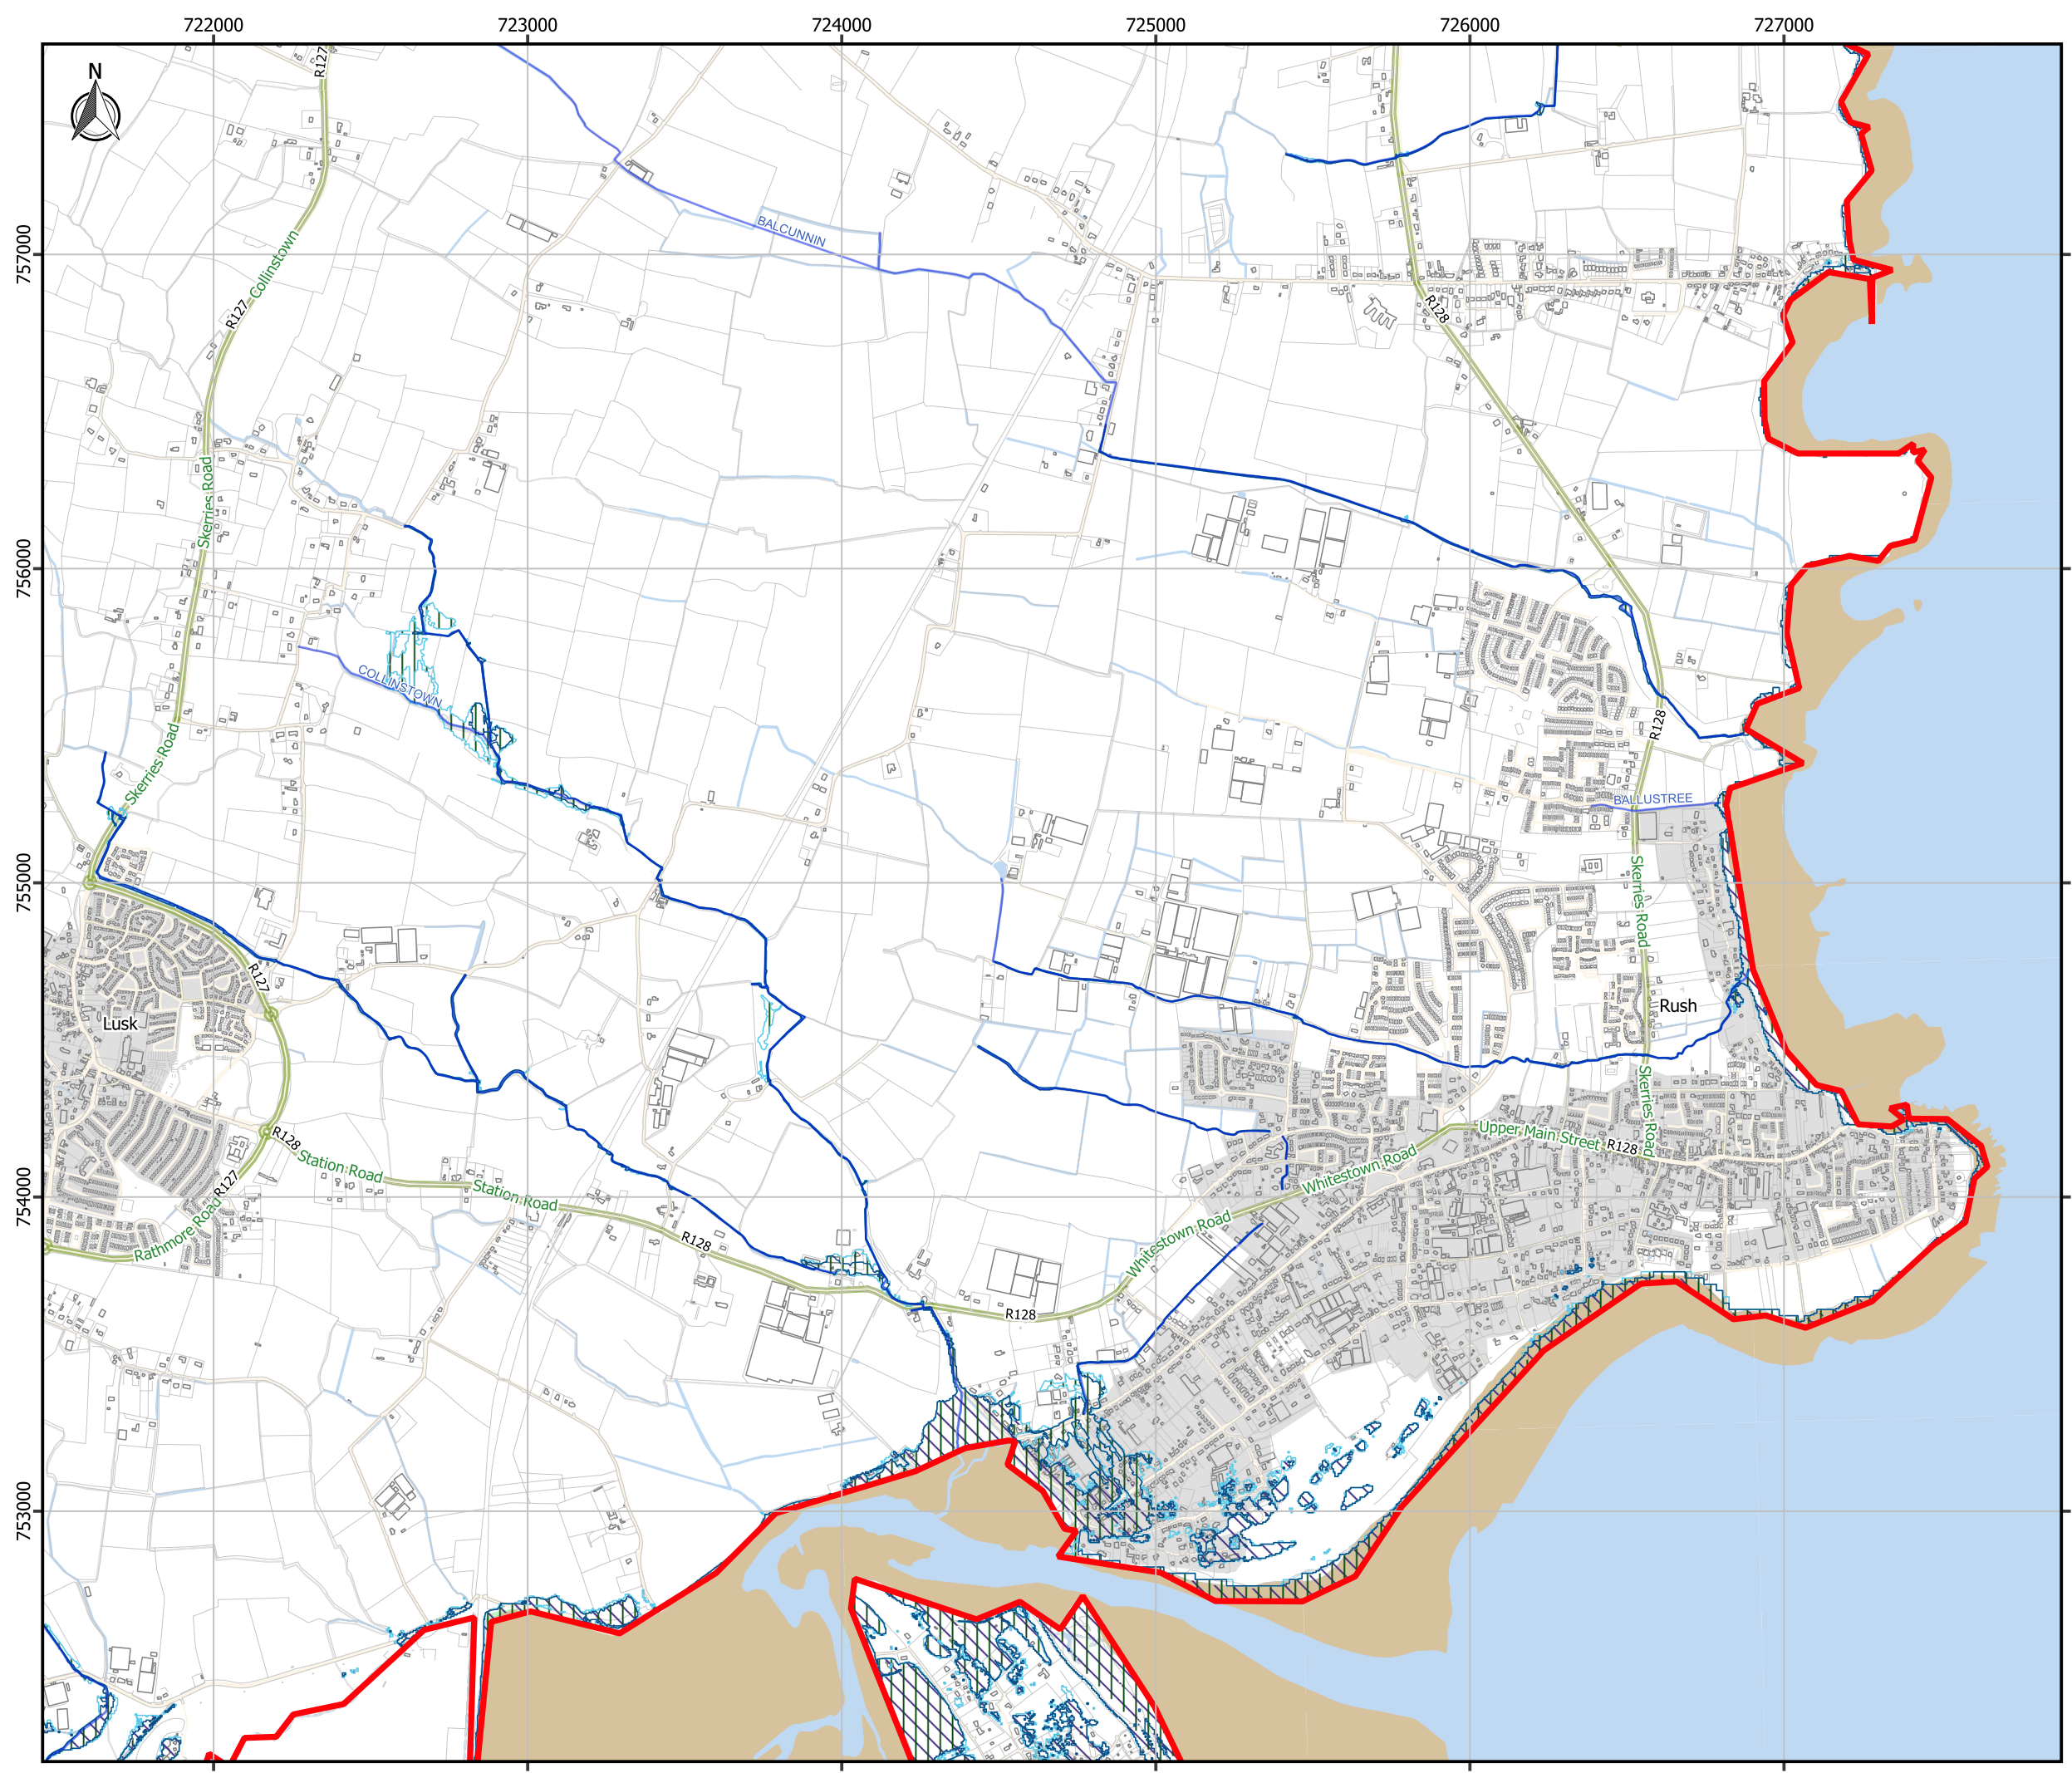 722000 723000 724000 725000 726000 727000
N
R127
757000
BALCUNNIN
Collinstown
R127
R128
756000
Skerries Road
COLLINSTOWN
R128
Skerries Road
BALLUSTREE
755000
Skerries Road
R127
Rush
Lusk
Skerries Road
Upper Main Street
R128
R128
Station Road
Whitestown Road
754000
R127
Station Road
Rathmore Road
Whitestown Road
R128
R128
753000